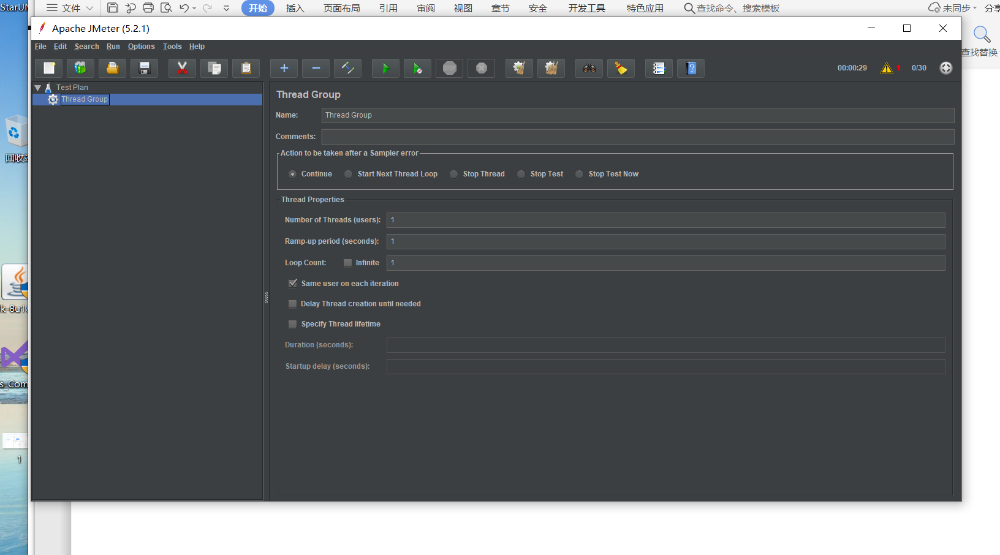 StarUM
文件
开始
插入
页面布局
引用
审阅
视图
章节
安全
开发工具
特色应用
查找命令、搜索模板
未同步
分享
查找替换
Apache JMeter (5.2.1)
File Edit Search Run Options Tools Help
STOP
00:00:29
1
0/30
Test Plan
Thread Group
Thread Group
Name: Thread Group
Comments:
Action to be taken after a Sampler error
Continue Start Next Thread Loop Stop Thread Stop Test Stop Test Now
Thread Properties
Number of Threads (users): 1
Ramp-up period (seconds): 1
Loop Count: Infinite 1
Same user on each iteration
Delay Thread creation until needed
Specify Thread lifetime
Duration (seconds):
Startup delay (seconds):
回收站
k-8u18
s_Com
1